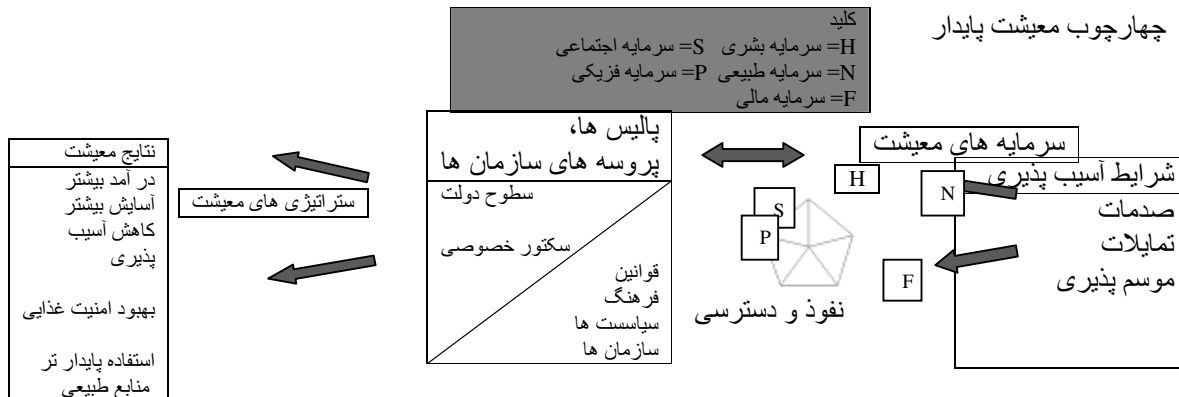 چهارچوب معیشت پایدار
کلید
H= سرمایه بشری S= سرمایه اجتماعی
N= سرمایه طبیعی P= سرمایه فزیکی
F= سرمایه مالی
شرایط آسیب پذیری
صدمات
تمایلات
موسم پذیری
سرمایه های معیشت
H
N
S
P
F
نفوذ و دسترسی
پالیس ها،
پروسه های سازمان ها
سطوح دولت
سکتور خصوصی
قوانین
فرهنگ
سیاسست ها
سازمان ها
ستراتیژی های معیشت
نتایج معیشت
در آمد بیشتر
آسایش بیشتر
کاهش آسیب
پذیری
بهبود امنیت غذایی
استفاده پایدار تر
منابع طبیعی